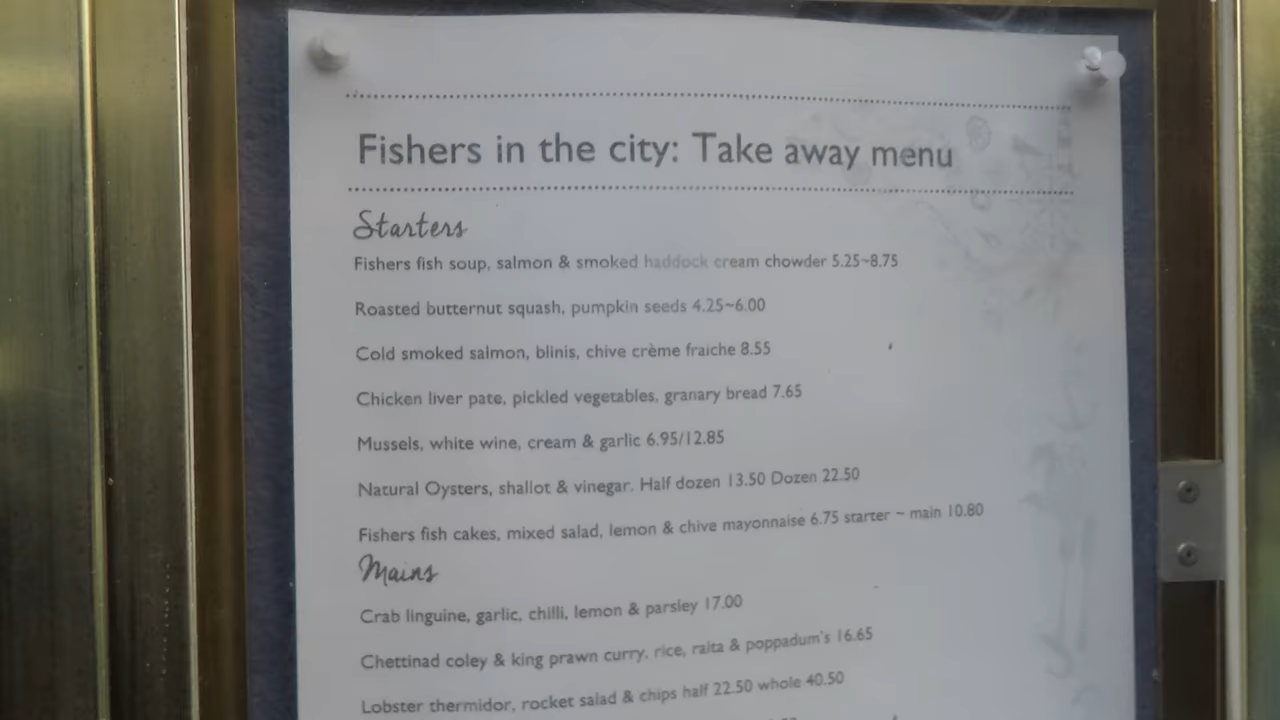 Fishers in the city: Take away menu
Starters
Fishers fish soup, salmon & smoked haddock cream chowder 5.25~8.75
Roasted butternut squash, pumpkin seeds 4.25~6.00
Cold smoked salmon, blinis, chive crème fraiche 8.55
Chicken liver pate, pickled vegetables, granary bread 7.65
Mussels, white wine, cream & garlic 6.95/12.85
Natural Oysters, shallot & vinegar. Half dozen 13.50 Dozen 22.50
Fishers fish cakes, mixed salad, lemon & chive mayonnaise 6.75 starter ~ main 10.80
Mains
Crab linguine, garlic, chilli, lemon & parsley 17.00
Chettinad coley & king prawn curry, rice, raita & poppadum's 16.65
Lobster thermidor, rocket salad & chips half 22.50 whole 40.50